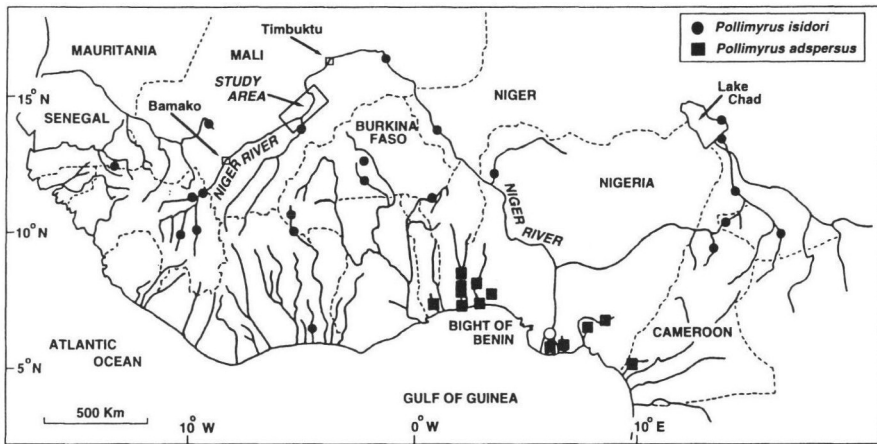 ● Pollimyrus isidori
■ Pollimyrus adspersus
Timbuktu
MAURITANIA
MALI
STUDY
AREA
Lake
Chad
15°N
NIGER
Bamako
SENEGAL
BURKINA
FASO
NIGER RIVER
NIGERIA
NIGER
RIVER
10°N
BIGHT OF
BENIN
CAMEROON
ATLANTIC
OCEAN
5°N
GULF OF GUINEA
500 Km
10°W
0°W
10°E